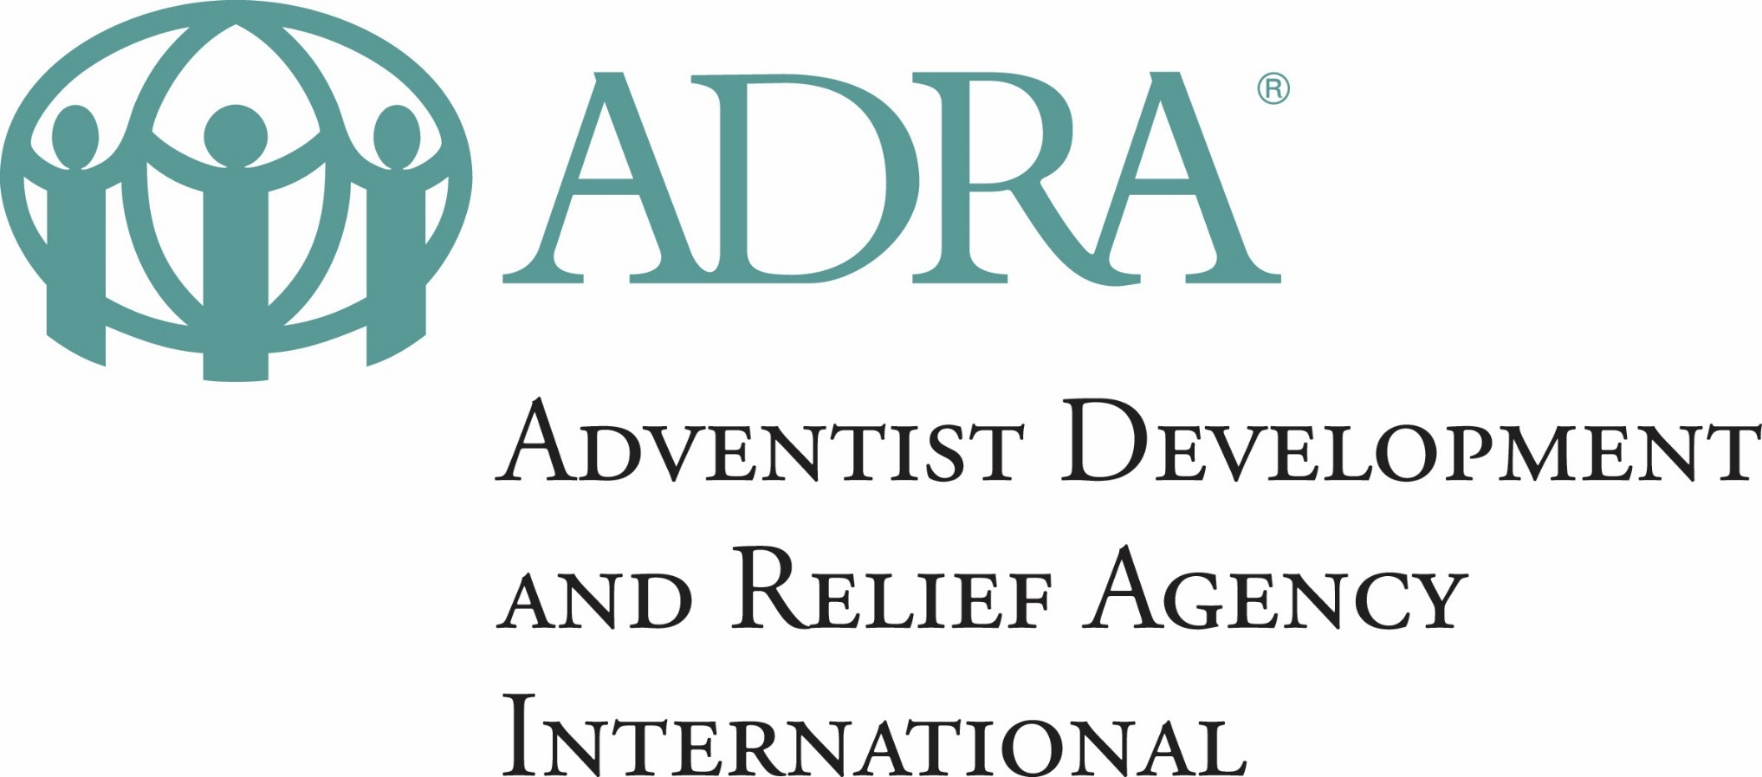 ADRA®
ADVENTIST DEVELOPMENT
AND RELIEF AGENCY
INTERNATIONAL